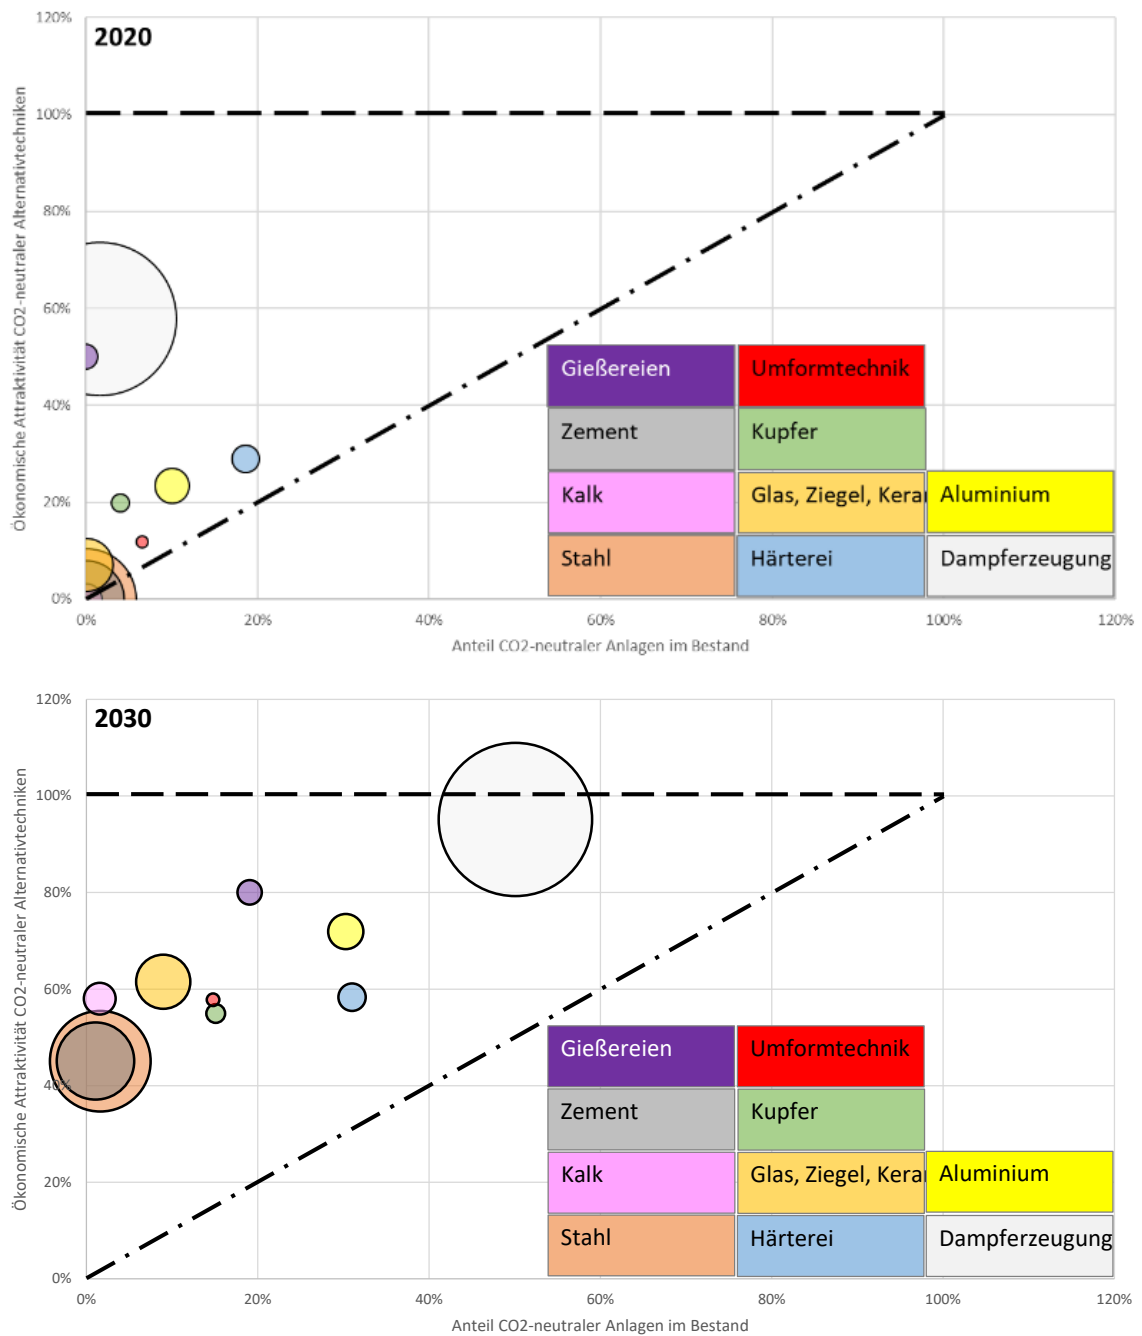 2020
120%
100%
80%
60%
40%
20%
0%
Ökonomische Attraktivität CO2-neutraler Alternativtechniken
Gießereien Umformtechnik
Zement Kupfer
Kalk Glas, Ziegel, Kera Aluminium
Stahl Härterei Dampferzeugung
0% 20% 40% 60% 80% 100% 120%
Anteil CO2-neutraler Anlagen im Bestand
2030
120%
100%
80%
60%
40%
20%
0%
Ökonomische Attraktivität CO2-neutraler Alternativtechniken
Gießereien Umformtechnik
Zement Kupfer
Kalk Glas, Ziegel, Kera Aluminium
Stahl Härterei Dampferzeugung
0% 20% 40% 60% 80% 100% 120%
Anteil CO2-neutraler Anlagen im Bestand